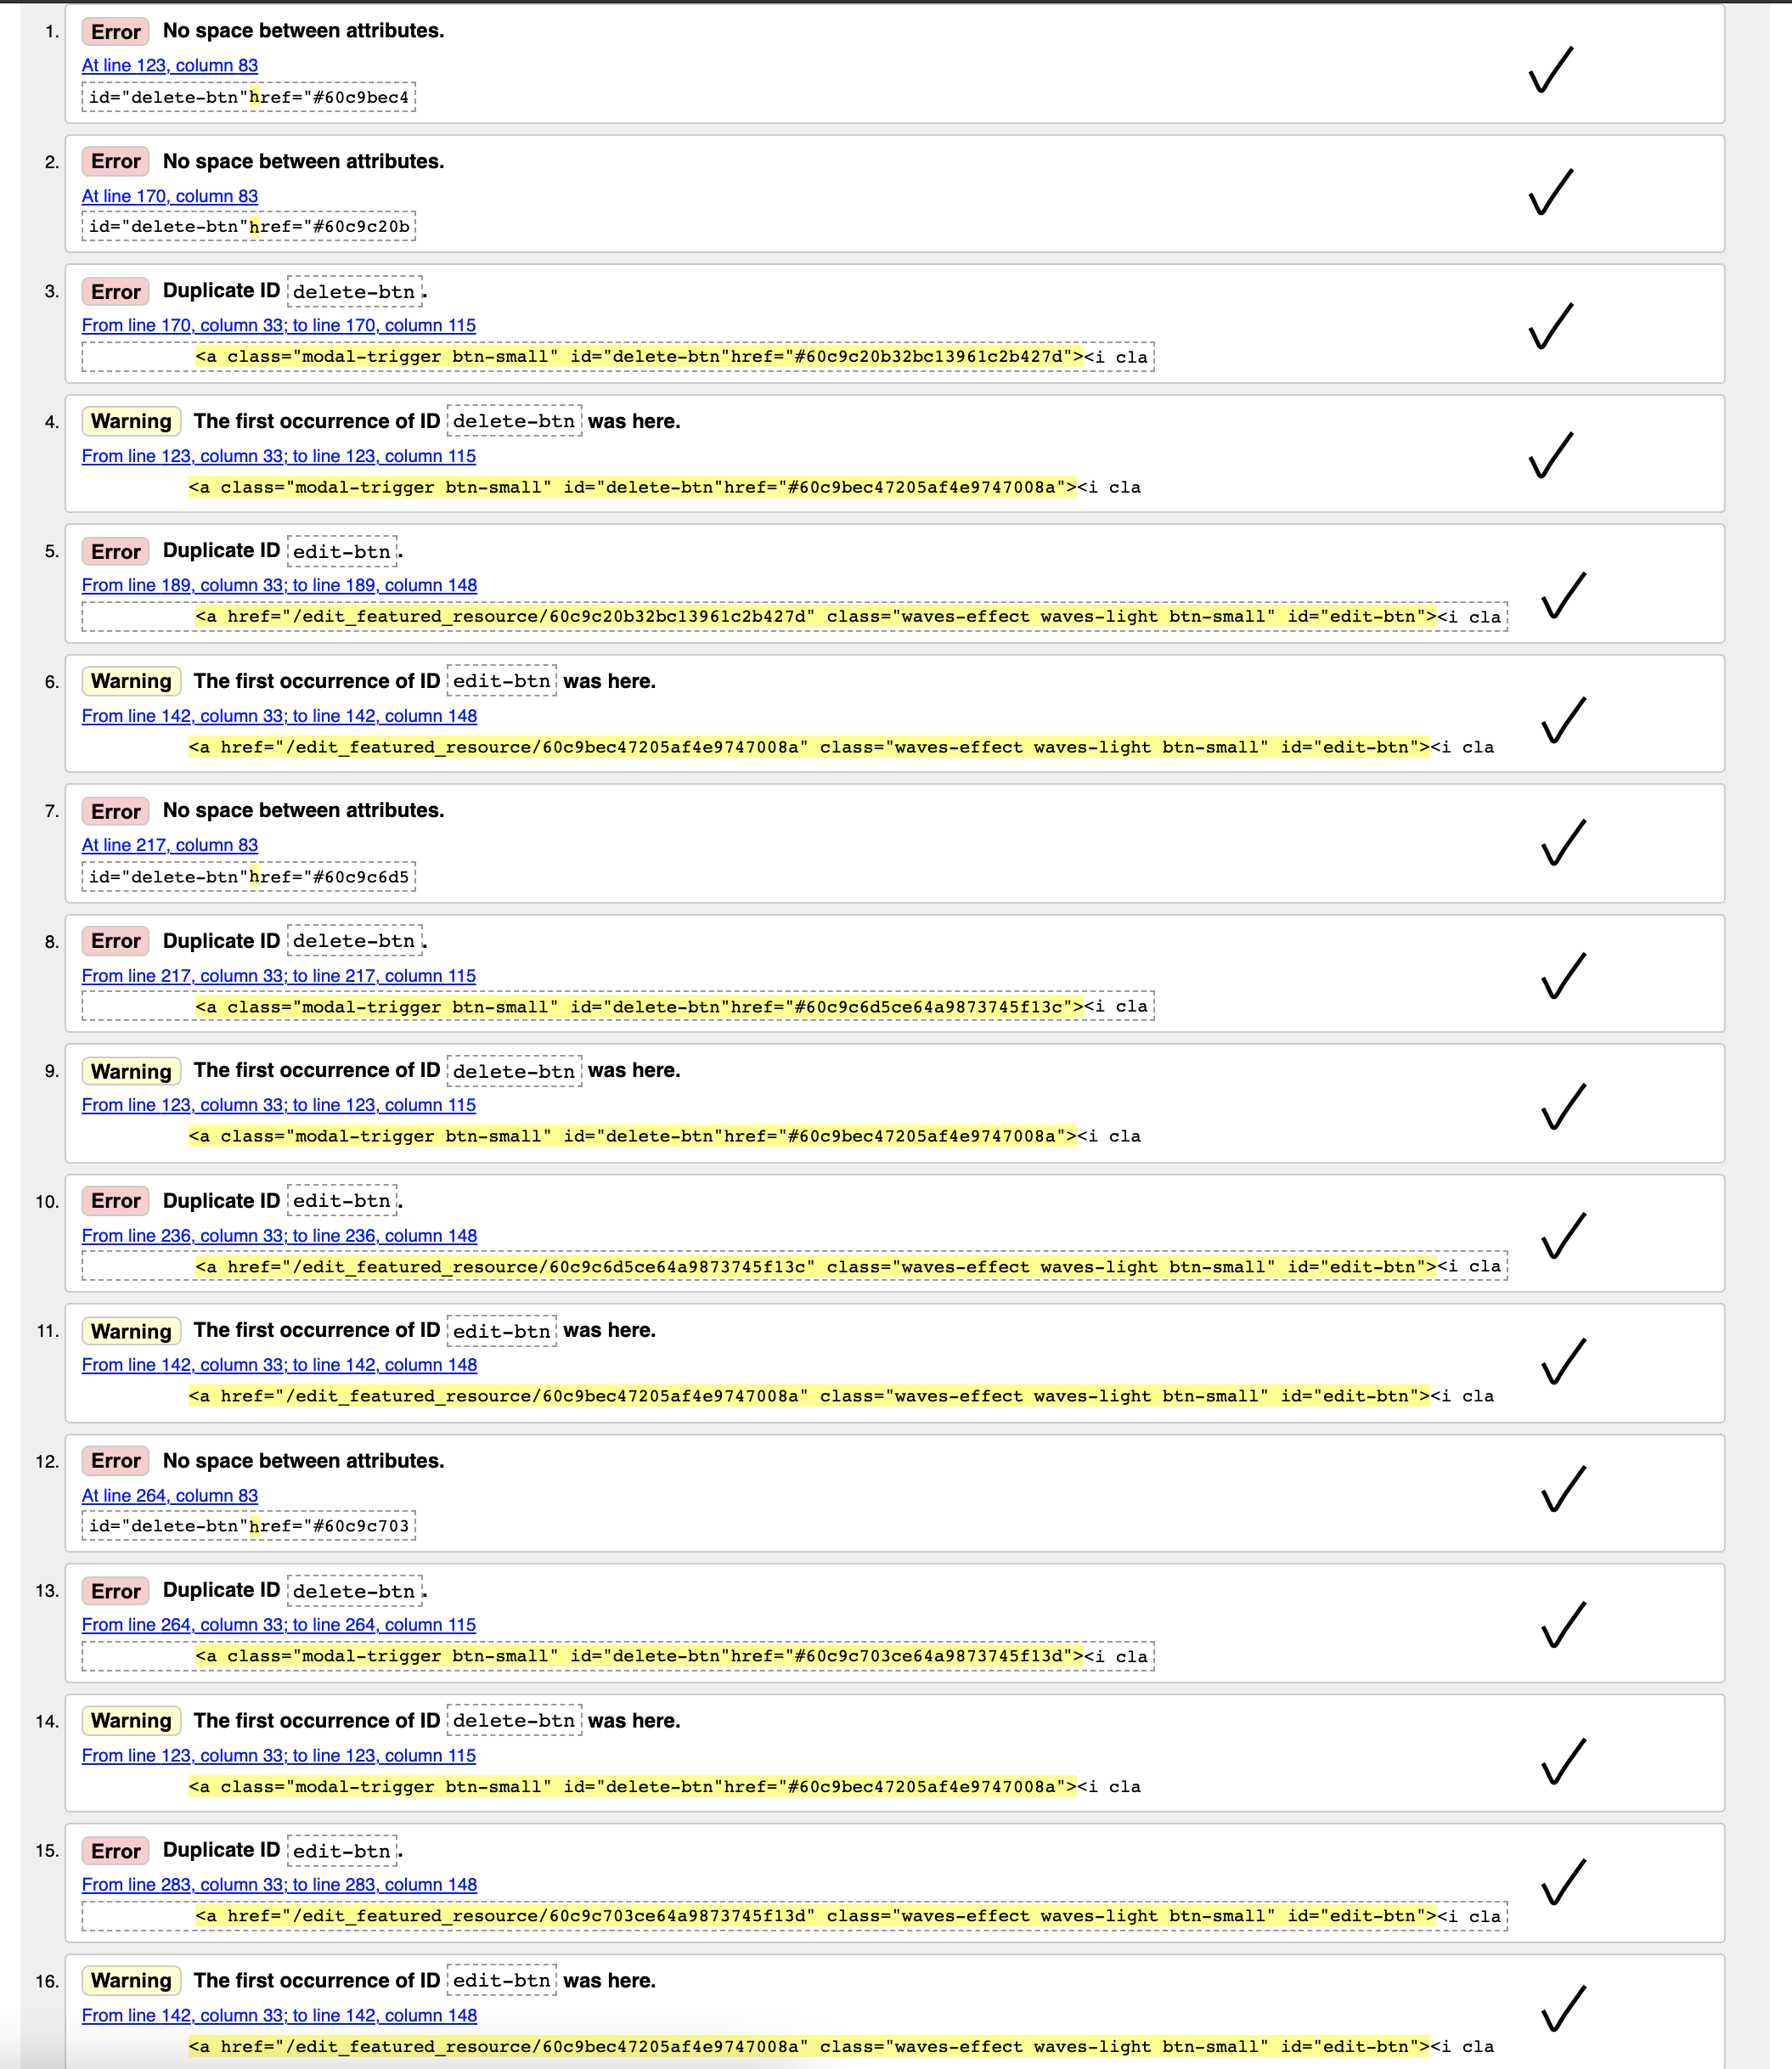 1. Error No space between attributes.
At line 123, column 83
id="delete-btn"href="#60c9bec4
2. Error No space between attributes.
At line 170, column 83
id="delete-btn"href="#60c9c20b
3. Error Duplicate ID delete-btn.
From line 170, column 33; to line 170, column 115
<a class="modal-trigger btn-small" id="delete-btn"href="#60c9c20b32bc13961c2b427d"><i cla
4. Warning The first occurrence of ID delete-btn was here.
From line 123, column 33; to line 123, column 115
<a class="modal-trigger btn-small" id="delete-btn"href="#60c9bec47205af4e9747008a"><i cla
5. Error Duplicate ID edit-btn.
From line 189, column 33; to line 189, column 148
<a href="/edit_featured_resource/60c9c20b32bc13961c2b427d" class="waves-effect waves-light btn-small" id="edit-btn"><i cla
6. Warning The first occurrence of ID edit-btn was here.
From line 142, column 33; to line 142, column 148
<a href="/edit_featured_resource/60c9bec47205af4e9747008a" class="waves-effect waves-light btn-small" id="edit-btn"><i cla
7. Error No space between attributes.
At line 217, column 83
id="delete-btn"href="#60c9c6d5
8. Error Duplicate ID delete-btn.
From line 217, column 33; to line 217, column 115
<a class="modal-trigger btn-small" id="delete-btn"href="#60c9c6d5ce64a9873745f13c"><i cla
9. Warning The first occurrence of ID delete-btn was here.
From line 123, column 33; to line 123, column 115
<a class="modal-trigger btn-small" id="delete-btn"href="#60c9bec47205af4e9747008a"><i cla
10. Error Duplicate ID edit-btn.
From line 236, column 33; to line 236, column 148
<a href="/edit_featured_resource/60c9c6d5ce64a9873745f13c" class="waves-effect waves-light btn-small" id="edit-btn"><i cla
11. Warning The first occurrence of ID edit-btn was here.
From line 142, column 33; to line 142, column 148
<a href="/edit_featured_resource/60c9bec47205af4e9747008a" class="waves-effect waves-light btn-small" id="edit-btn"><i cla
12. Error No space between attributes.
At line 264, column 83
id="delete-btn"href="#60c9c703
13. Error Duplicate ID delete-btn.
From line 264, column 33; to line 264, column 115
<a class="modal-trigger btn-small" id="delete-btn"href="#60c9c703ce64a9873745f13d"><i cla
14. Warning The first occurrence of ID delete-btn was here.
From line 123, column 33; to line 123, column 115
<a class="modal-trigger btn-small" id="delete-btn"href="#60c9bec47205af4e9747008a"><i cla
15. Error Duplicate ID edit-btn.
From line 283, column 33; to line 283, column 148
<a href="/edit_featured_resource/60c9c703ce64a9873745f13d" class="waves-effect waves-light btn-small" id="edit-btn"><i cla
16. Warning The first occurrence of ID edit-btn was here.
From line 142, column 33; to line 142, column 148
<a href="/edit_featured_resource/60c9bec47205af4e9747008a" class="waves-effect waves-light btn-small" id="edit-btn"><i cla